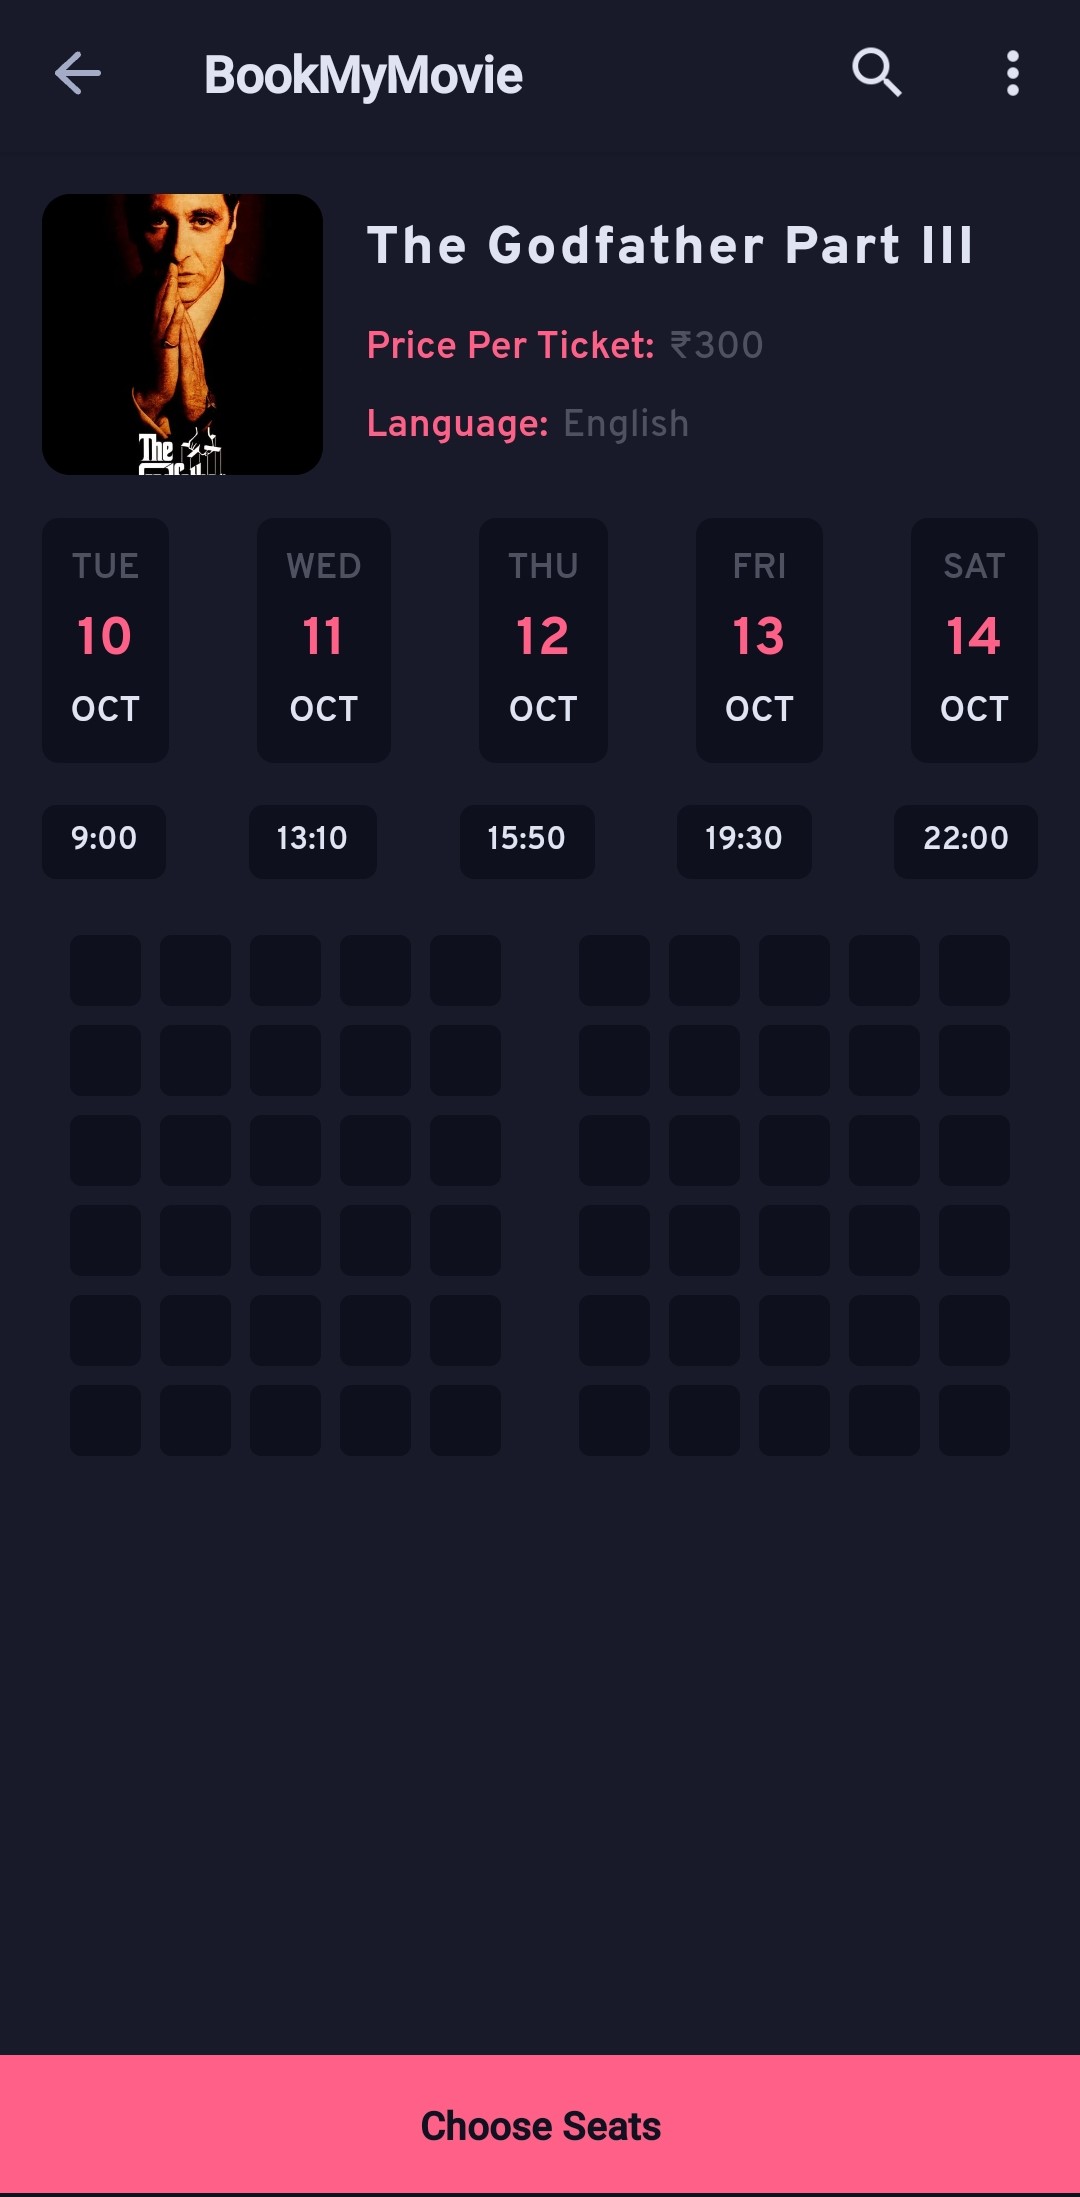 BookMyMovie
The Godfather Part III
Price Per Ticket: ₹300
Language: English
The
TUE WED THU FRI SAT
10 11 12 13 14
OCT OCT OCT OCT OCT
9:00 13:10 15:50 19:30 22:00
Choose Seats